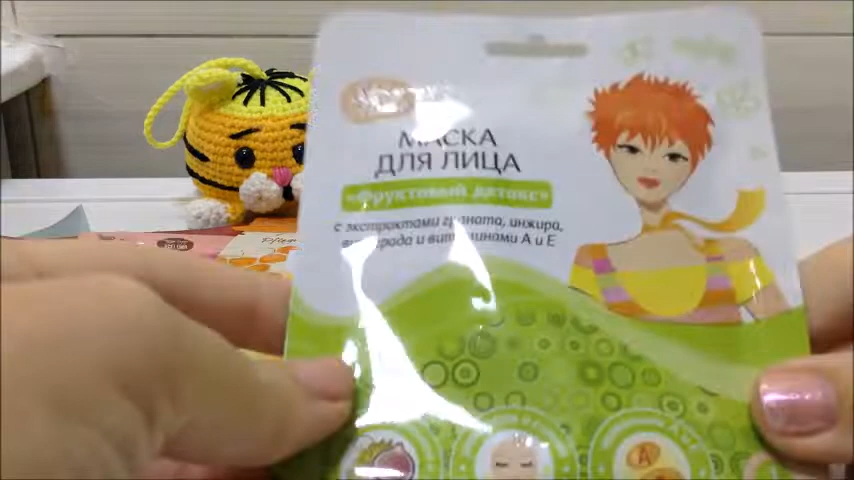 МАСКА
ДЛЯ ЛИЦА
«Фруктовый детокс»
с экстрактами граната, инжира,
винограда и витаминами А и Е
А